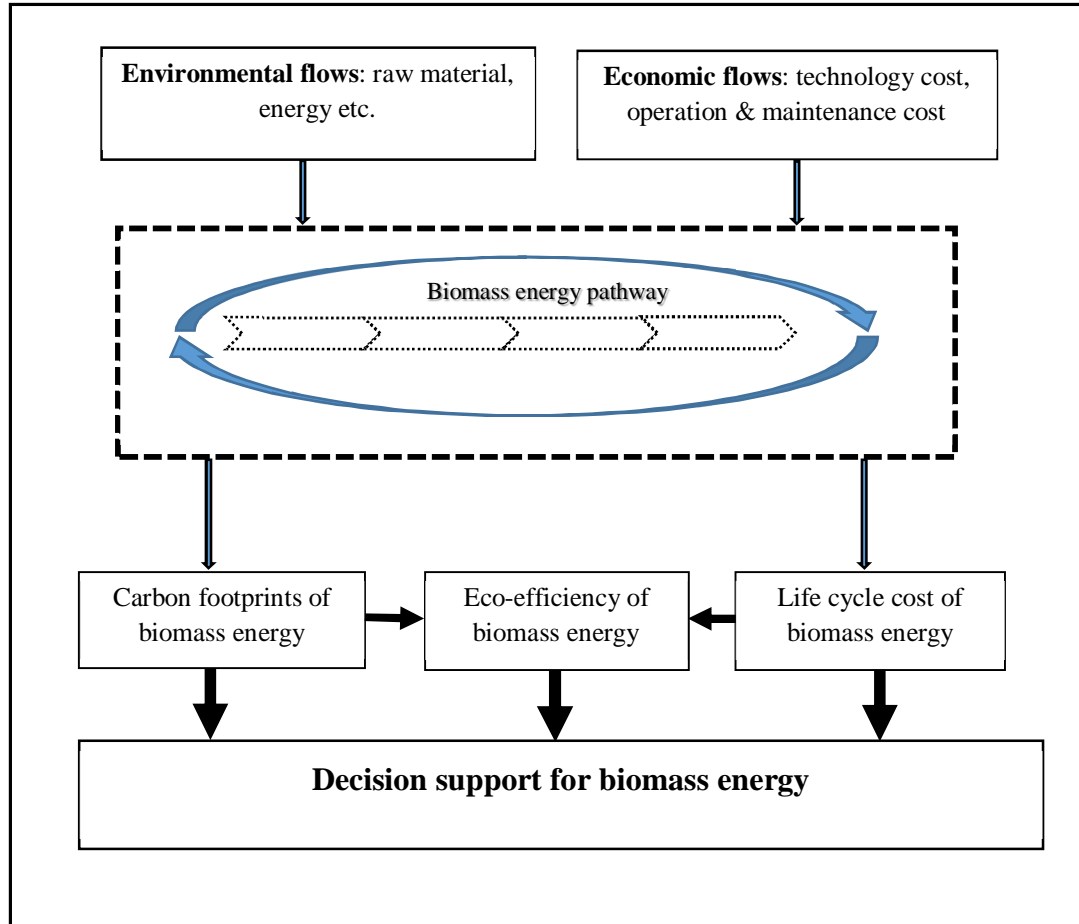 Environmental flows: raw material,
energy etc.
Economic flows: technology cost,
operation & maintenance cost
Biomass energy pathway
Carbon footprints of
biomass energy
Eco-efficiency of
biomass energy
Life cycle cost of
biomass energy
Decision support for biomass energy